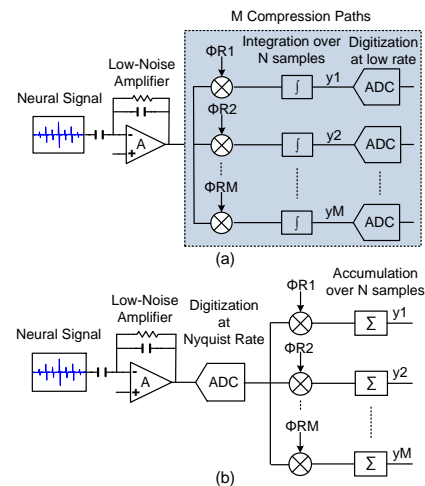 M Compression Paths
Integration over
N samples
Digitization
at low rate
Low-Noise
Amplifier
Neural Signal
ΦR1
∫
y1
ADC
ΦR2
∫
y2
ADC
- 
+
A
ΦRM
∫
yM
ADC
(a)
Accumulation
over N samples
Low-Noise
Amplifier
Digitization
at
Nyquist Rate
Neural Signal
ΦR1
Σ
y1
ΦR2
-
+
A
ADC
Σ
y2
ΦRM
Σ
yM
(b)